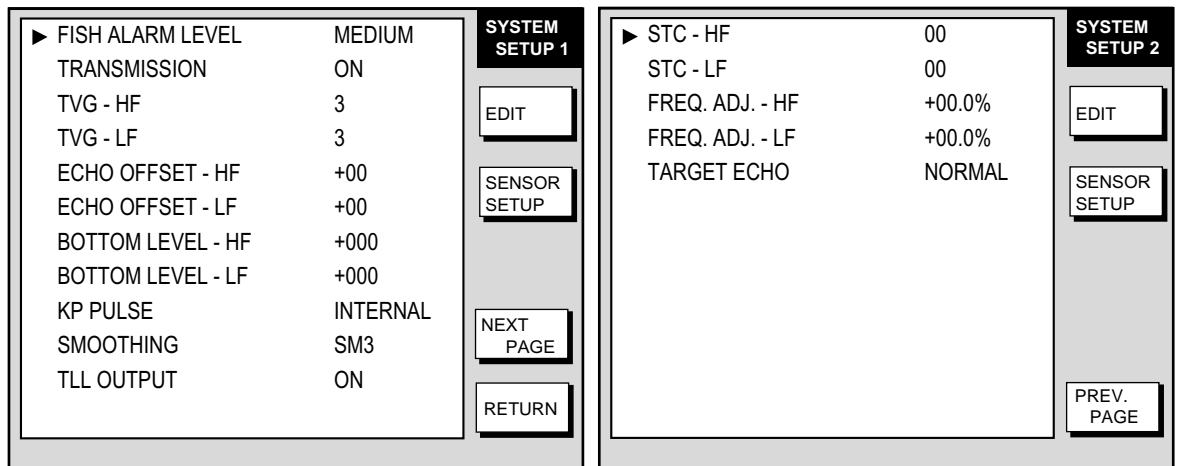 ▶ FISH ALARM LEVEL MEDIUM
TRANSMISSION ON
TVG - HF 3
TVG - LF 3
ECHO OFFSET - HF +00
ECHO OFFSET - LF +00
BOTTOM LEVEL - HF +000
BOTTOM LEVEL - LF +000
KP PULSE INTERNAL
SMOOTHING SM3
TLL OUTPUT ON
SYSTEM
SETUP 1
EDIT
SENSOR
SETUP
NEXT
PAGE
RETURN
▶ STC - HF 00
STC - LF 00
FREQ. ADJ. - HF +00.0%
FREQ. ADJ. - LF +00.0%
TARGET ECHO NORMAL
SYSTEM
SETUP 2
EDIT
SENSOR
SETUP
PREV.
PAGE